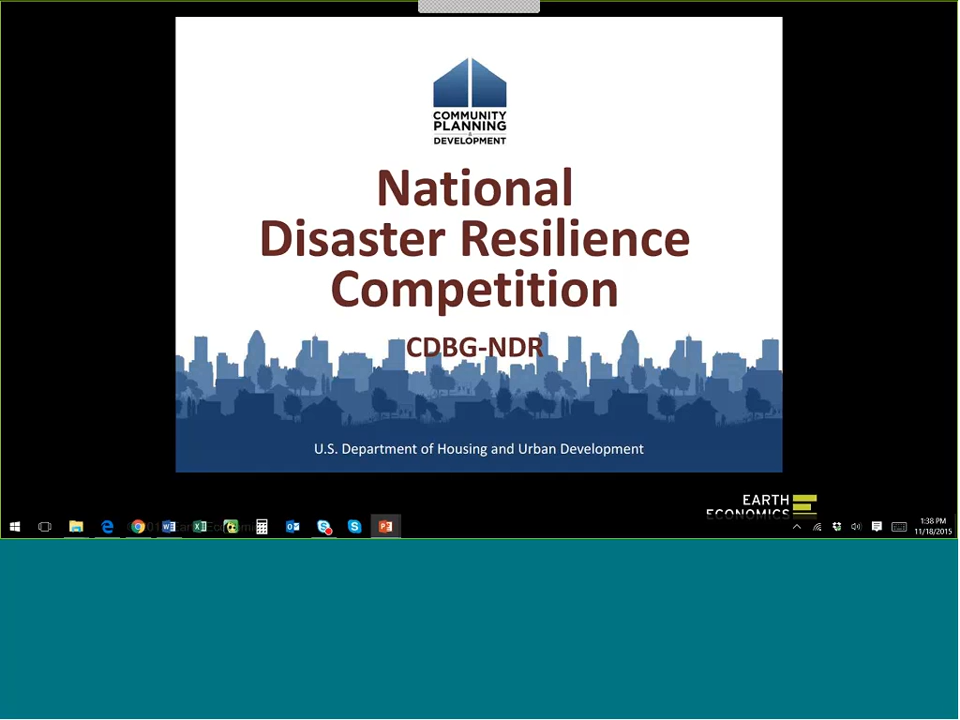 COMMUNITY
PLANNING
&
DEVELOPMENT
National
Disaster Resilience
Competition
CDBG-NDR
U.S. Department of Housing and Urban Development
EARTH
ECONOMICS
1:38 PM
11/18/2015